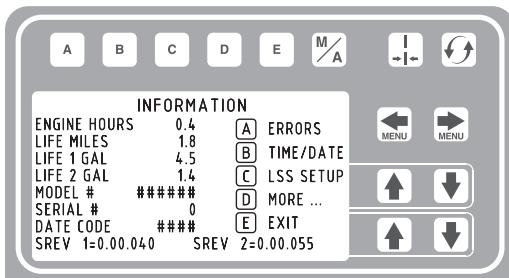 A B C D E M/A
INFORMATION
ENGINE HOURS 0.4
LIFE MILES 1.8
LIFE 1 GAL 4.5
LIFE 2 GAL 1.4
MODEL # ######
SERIAL # 0
DATE CODE ####
SREV 1=0.00.040 SREV 2=0.00.055
A ERRORS
B TIME/DATE
C LSS SETUP
D MORE ...
E EXIT
MENU MENU